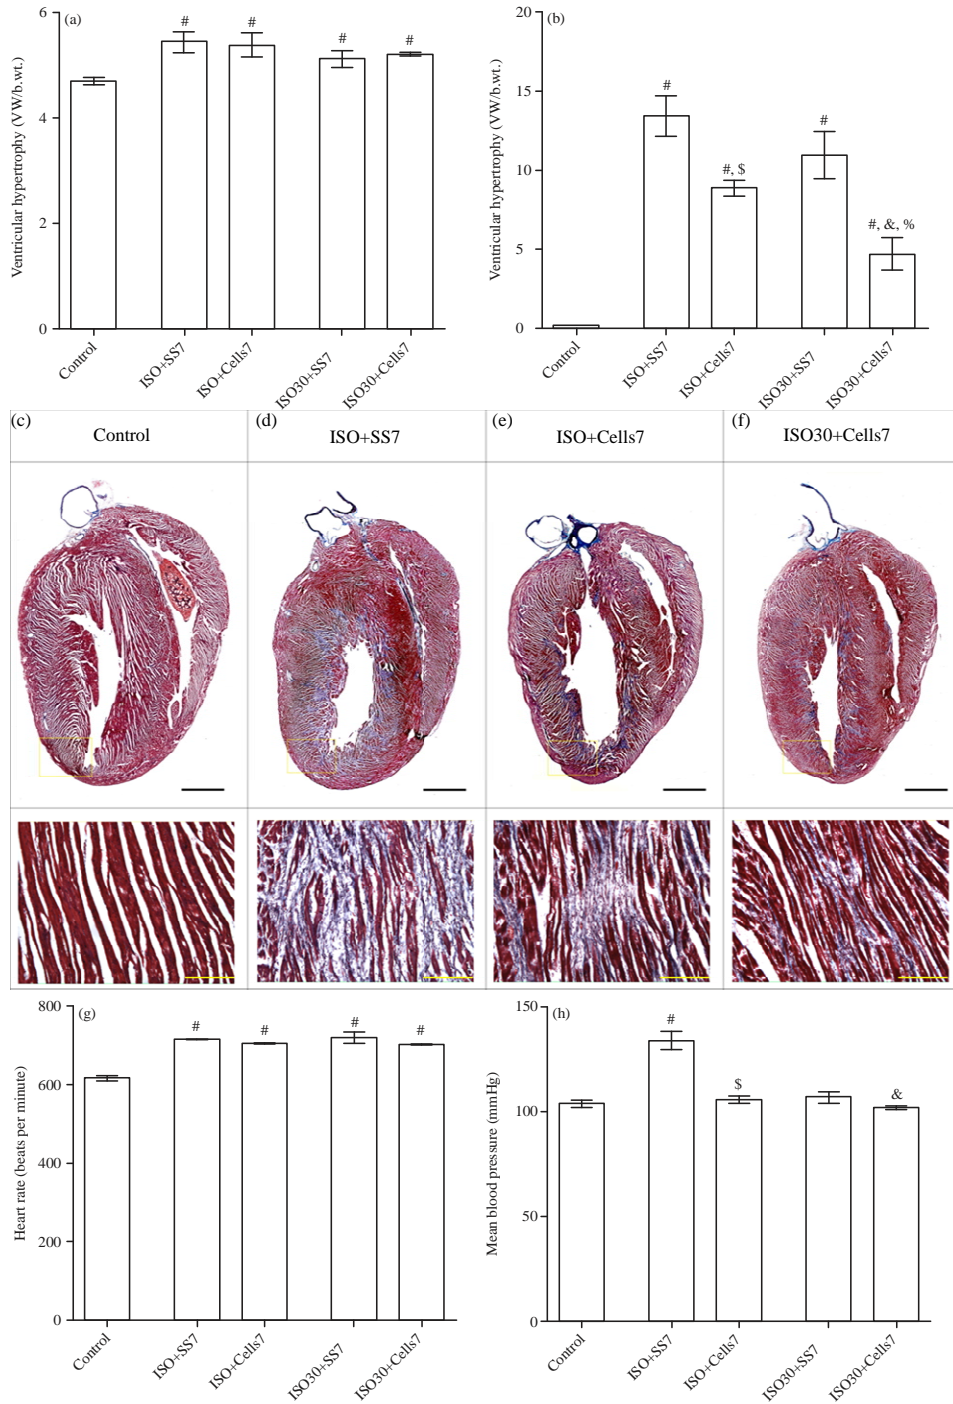 (a)
Ventricular hypertrophy (VW/b.wt.)
6
4
2
0
#
#
#
#
Control
ISO+SS7
ISO+Cells7
ISO30+SS7
ISO30+Cells7
(b)
Ventricular hypertrophy (VW/b.wt.)
20
15
10
5
0
#
#, $
#
#, &, %
Control
ISO+SS7
ISO+Cells7
ISO30+SS7
ISO30+Cells7
(c)
Control
(d)
ISO+SS7
(e)
ISO+Cells7
(f)
ISO30+Cells7
(g)
Heart rate (beats per minute)
800
600
400
200
0
#
#
#
#
Control
ISO+SS7
ISO+Cells7
ISO30+SS7
ISO30+Cells7
(h)
Mean blood pressure (mmHg)
150
100
50
0
#
$
&
Control
ISO+SS7
ISO+Cells7
ISO30+SS7
ISO30+Cells7